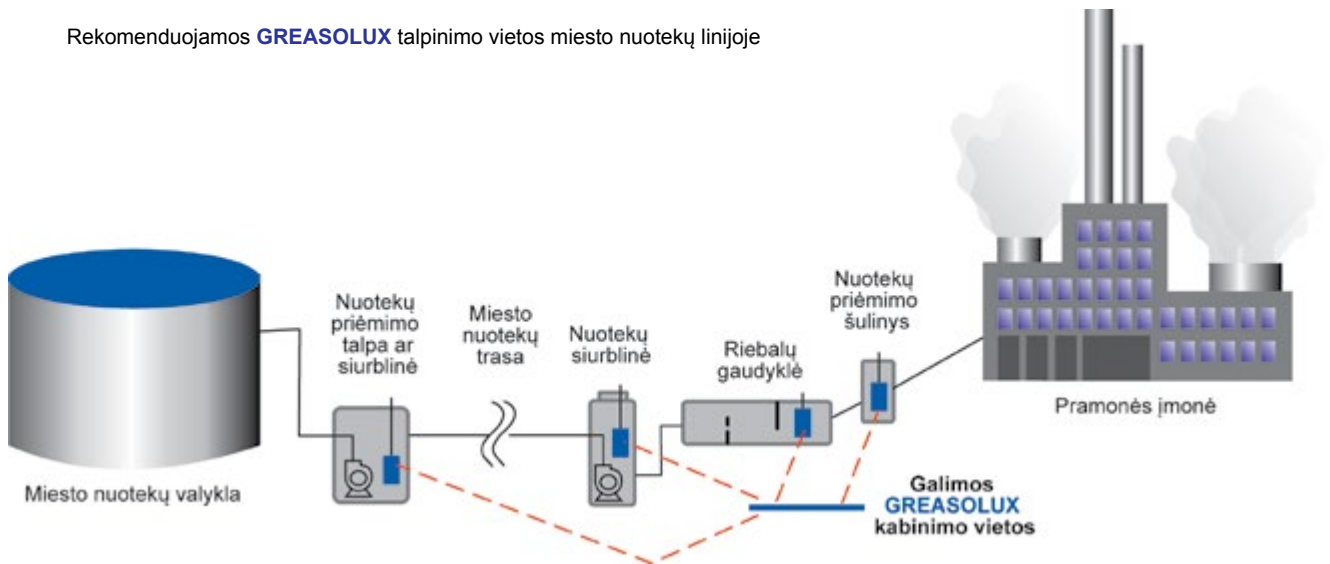 Rekomenduojamos GREASOLUX talpinimo vietos miesto nuotekų linijoje
Nuotekų
priėmimo
talpa ar
siurblinė
Miesto
nuotekų
trasa
Nuotekų
siurblinė
Riebalų
gaudyklė
Nuotekų
priėmimo
šulinys
Pramonės įmonė
Miesto nuotekų valykla
Galimos
GREASOLUX
kabinimo vietos